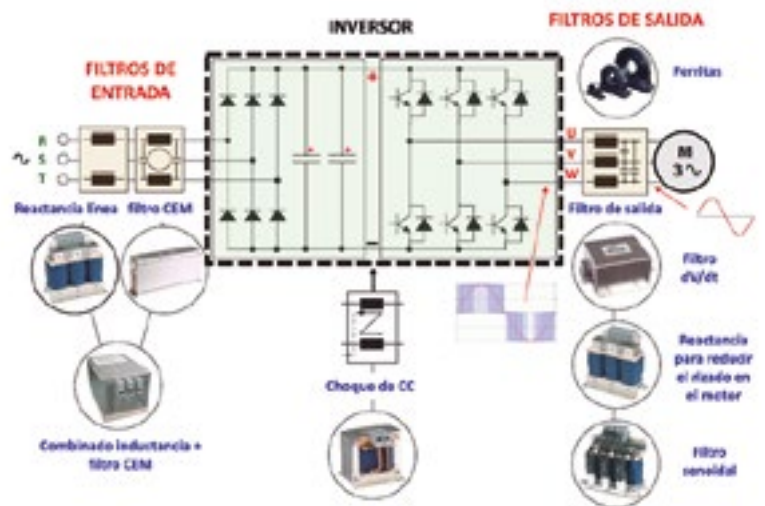 INVERSOR
FILTROS DE SALIDA
FILTROS DE
ENTRADA
Ferritas
R
S
T
U
V
W
M
3
Reactancia línea
filtro CEM
Filtro de salida
Filtro
dV/dt
Reactancia
para reducir
el rizado en
el motor
Choque de CC
Combinado inductancia +
filtro CEM
Filtro
senoidal